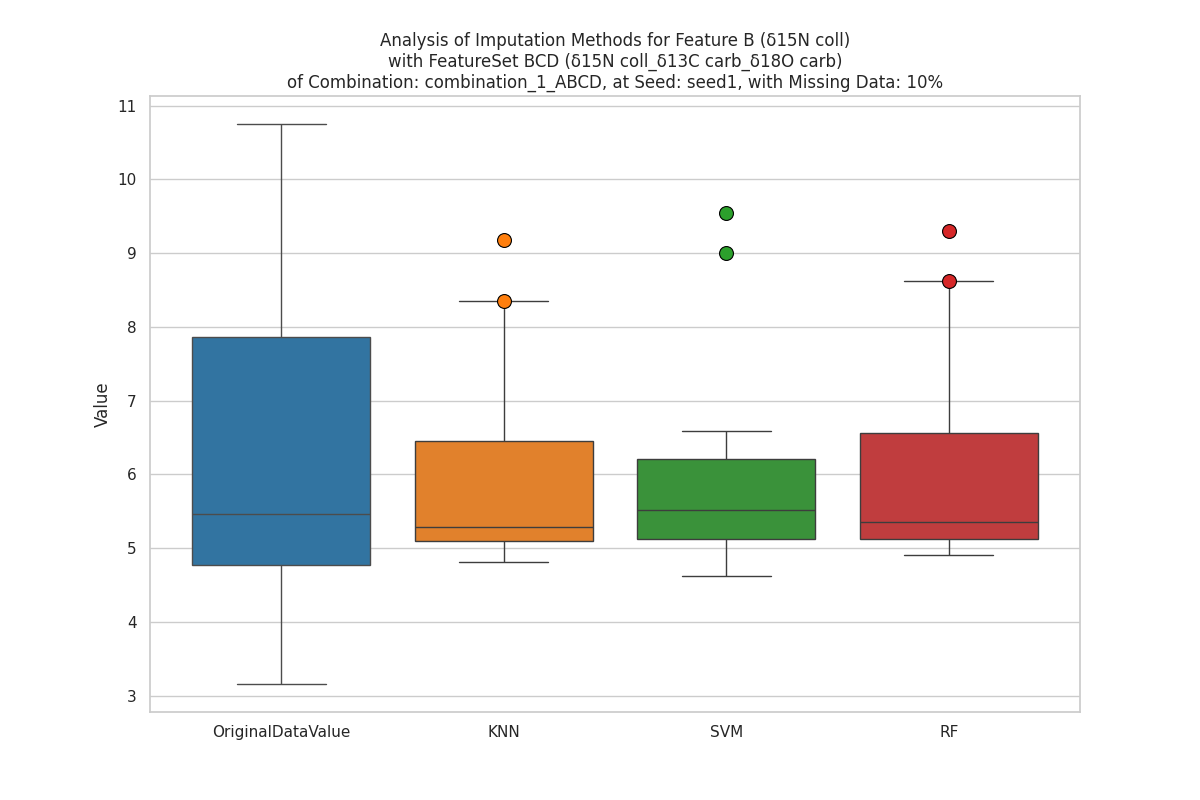 Analysis of Imputation Methods for Feature B (δ15N coll)
with FeatureSet BCD (δ15N coll_δ13C carb_δ18O carb)
of Combination: combination_1_ABCD, at Seed: seed1, with Missing Data: 10%
11
10
9
8
7
6
5
4
3
Value
OriginalDataValue
KNN
SVM
RF